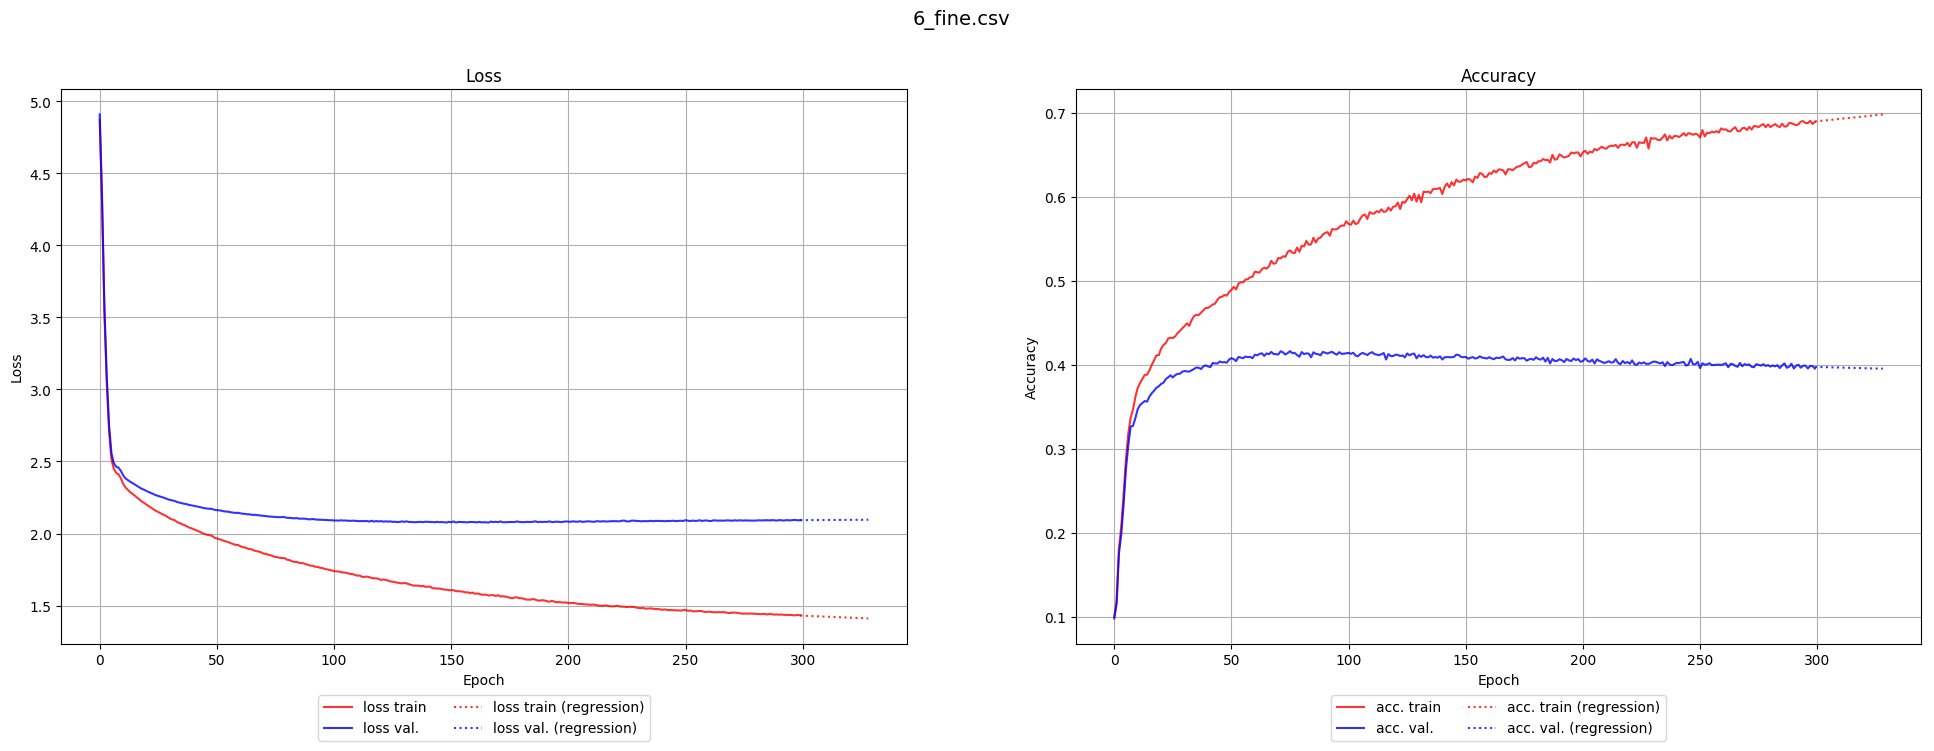 6_fine.csv
Loss
5.0
4.5
4.0
3.5
3.0
2.5
2.0
1.5
Loss
0 50 100 150 200 250 300
Epoch
loss train loss train (regression)
loss val. loss val. (regression)
Accuracy
0.7
0.6
0.5
0.4
0.3
0.2
0.1
Accuracy
0 50 100 150 200 250 300
Epoch
acc. train acc. train (regression)
acc. val. acc. val. (regression)